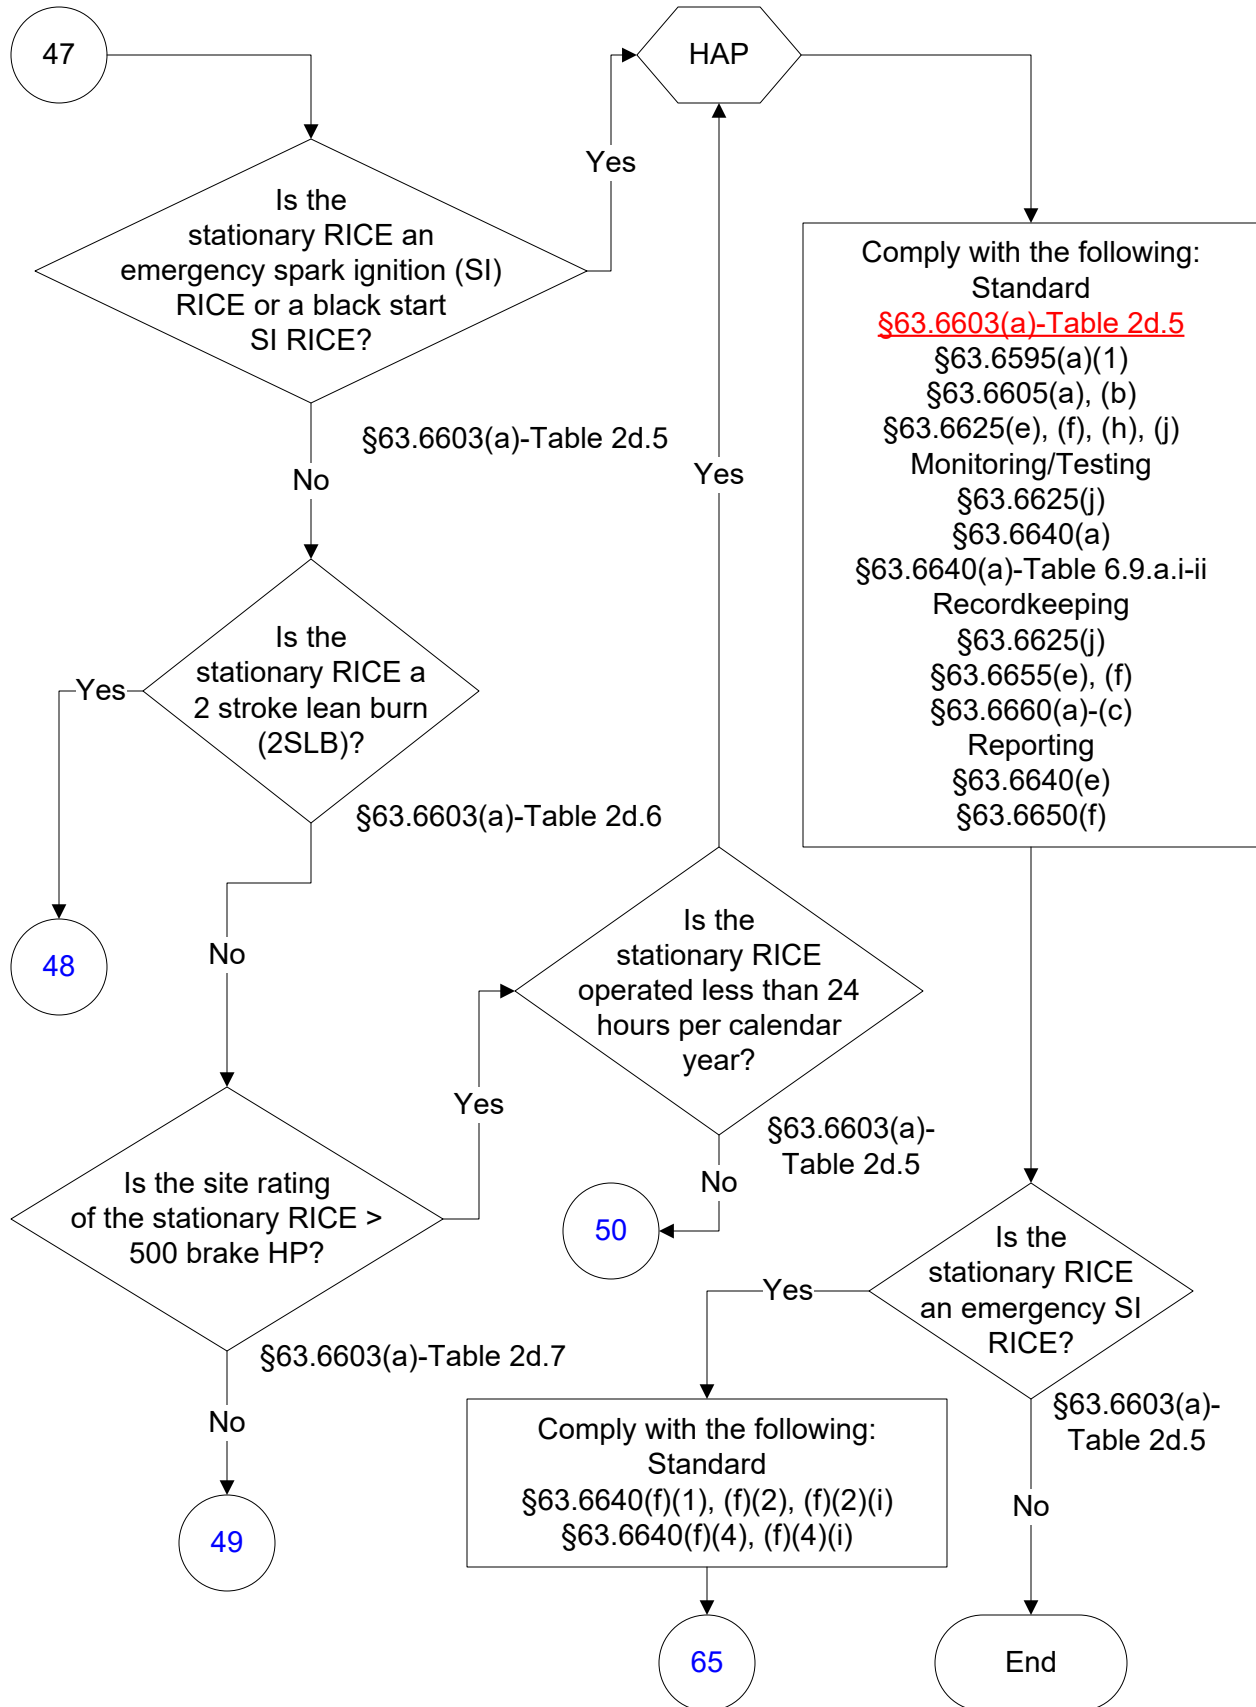 47
HAP
Yes
Is the
stationary RICE an
emergency spark ignition (SI)
RICE or a black start
SI RICE?
§63.6603(a)-Table 2d.5
No
Yes
Comply with the following:
Standard
§63.6603(a)-Table 2d.5
§63.6595(a)(1)
§63.6605(a), (b)
§63.6625(e), (f), (h), (j)
Monitoring/Testing
§63.6625(j)
§63.6640(a)
§63.6640(a)-Table 6.9.a.i-ii
Recordkeeping
§63.6625(j)
§63.6655(e), (f)
§63.6660(a)-(c)
Reporting
§63.6640(e)
§63.6650(f)
Is the
stationary RICE a
2 stroke lean burn
(2SLB)?
Yes
§63.6603(a)-Table 2d.6
48
No
Is the
stationary RICE
operated less than 24
hours per calendar
year?
Yes
§63.6603(a)-
Table 2d.5
No
50
Is the site rating
of the stationary RICE >
500 brake HP?
§63.6603(a)-Table 2d.7
No
49
Is the
stationary RICE
an emergency SI
RICE?
Yes
§63.6603(a)-
Table 2d.5
No
Comply with the following:
Standard
§63.6640(f)(1), (f)(2), (f)(2)(i)
§63.6640(f)(4), (f)(4)(i)
65
End